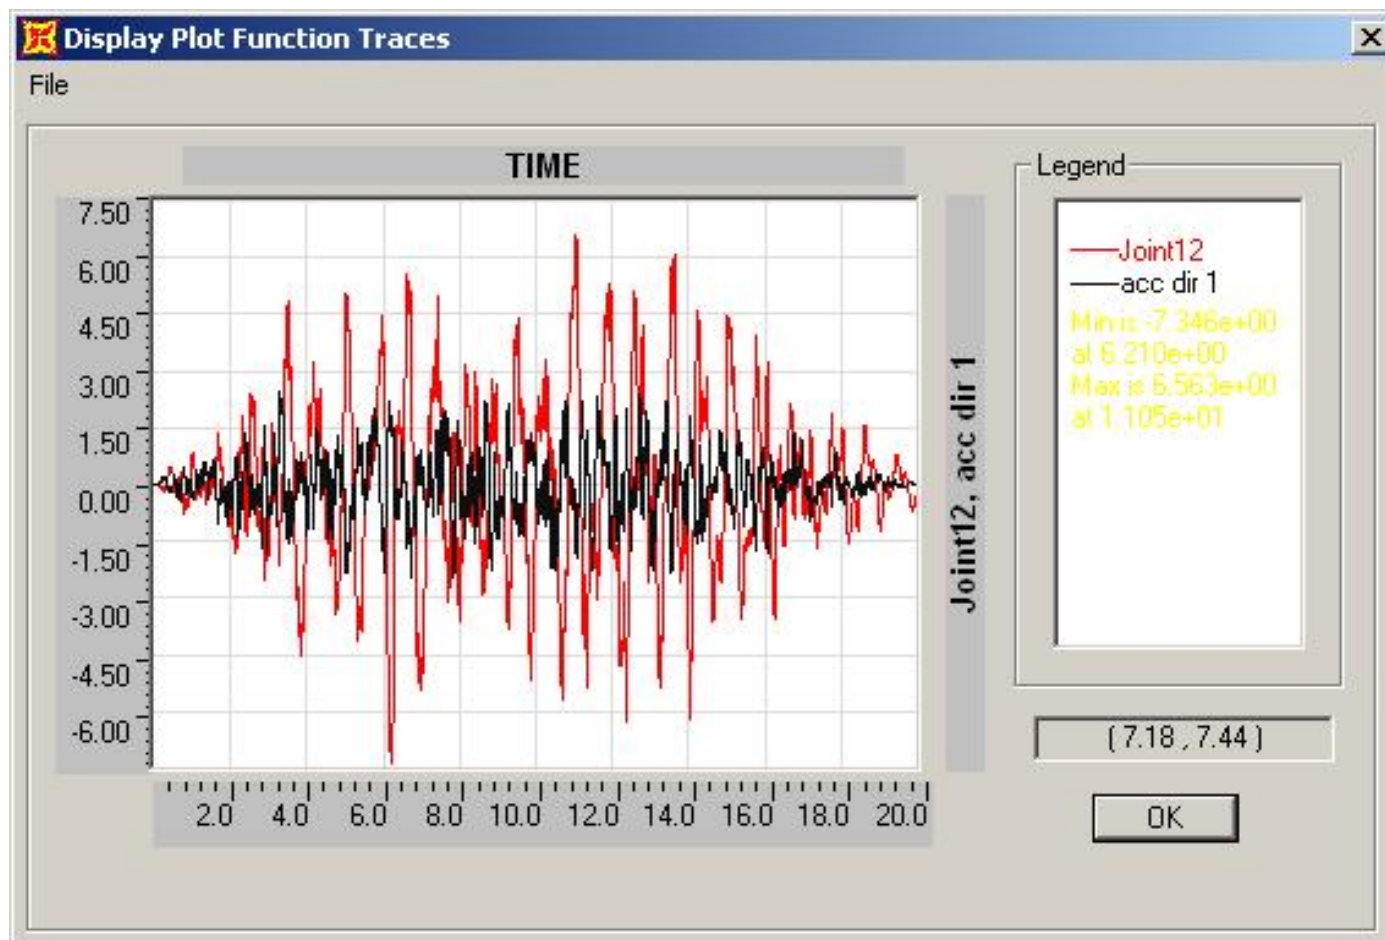 Display Plot Function Traces
File
TIME
Legend
7.50
6.00
4.50
3.00
1.50
0.00
-1.50
-3.00
-4.50
-6.00
Joint12, acc dir 1
Joint12
acc dir 1
Min is -7.346e+00
at 6.210e+00
Max is 6.563e+00
at 1.105e+01
2.0 4.0 6.0 8.0 10.0 12.0 14.0 16.0 18.0 20.0
( 7.18 , 7.44 )
OK